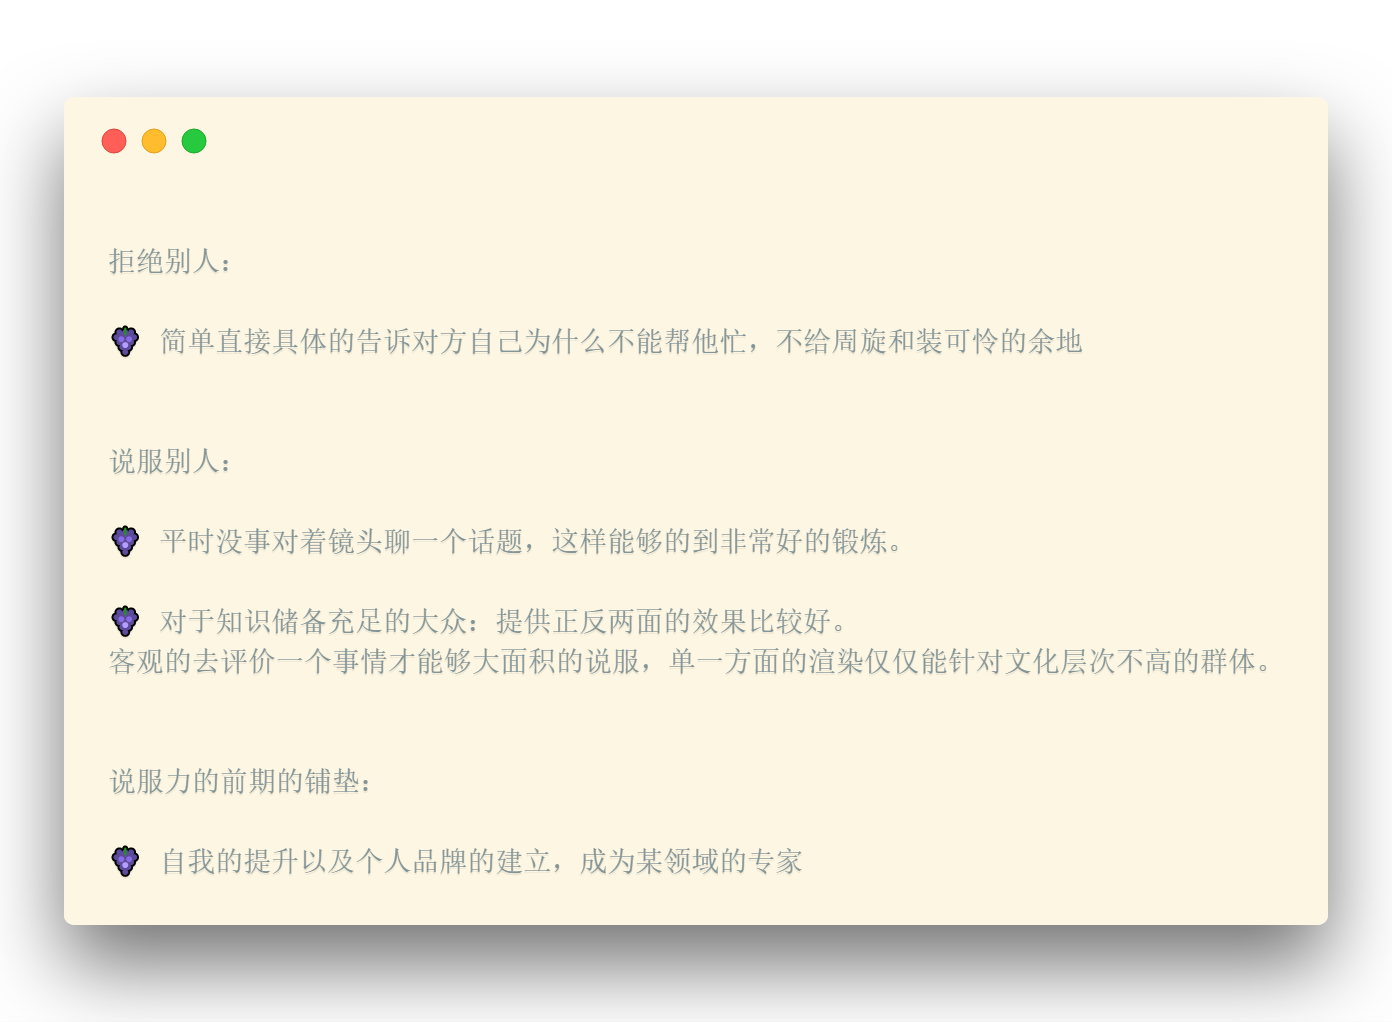 拒绝别人：
🍇 简单直接具体的告诉对方自己为什么不能帮他忙，不给周旋和装可怜的余地
说服别人：
🍇 平时没事对着镜头聊一个话题，这样能够的到非常好的锻炼。
🍇 对于知识储备充足的大众：提供正反两面的效果比较好。
客观的去评价一个事情才能够大面积的说服，单一方面的渲染仅仅能针对文化层次不高的群体。
说服力的前期的铺垫：
🍇 自我的提升以及个人品牌的建立，成为某领域的专家